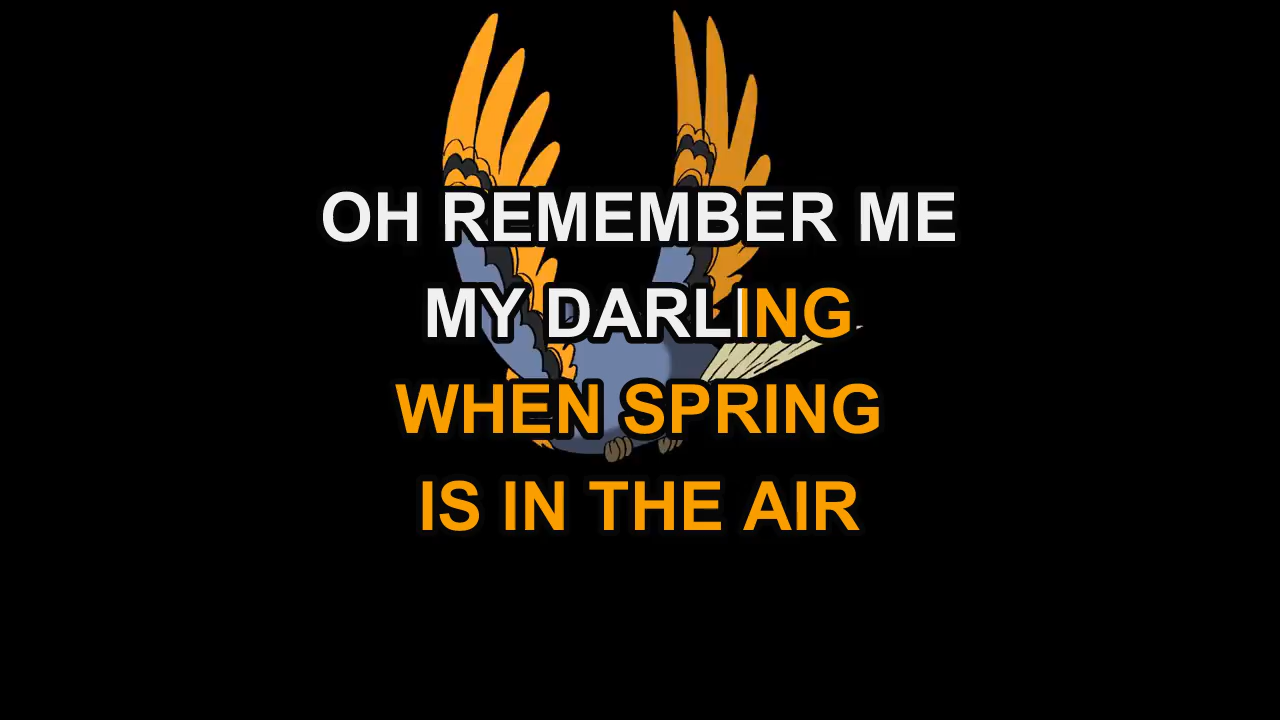 OH REMEMBER ME
MY DARLING
WHEN SPRING
IS IN THE AIR